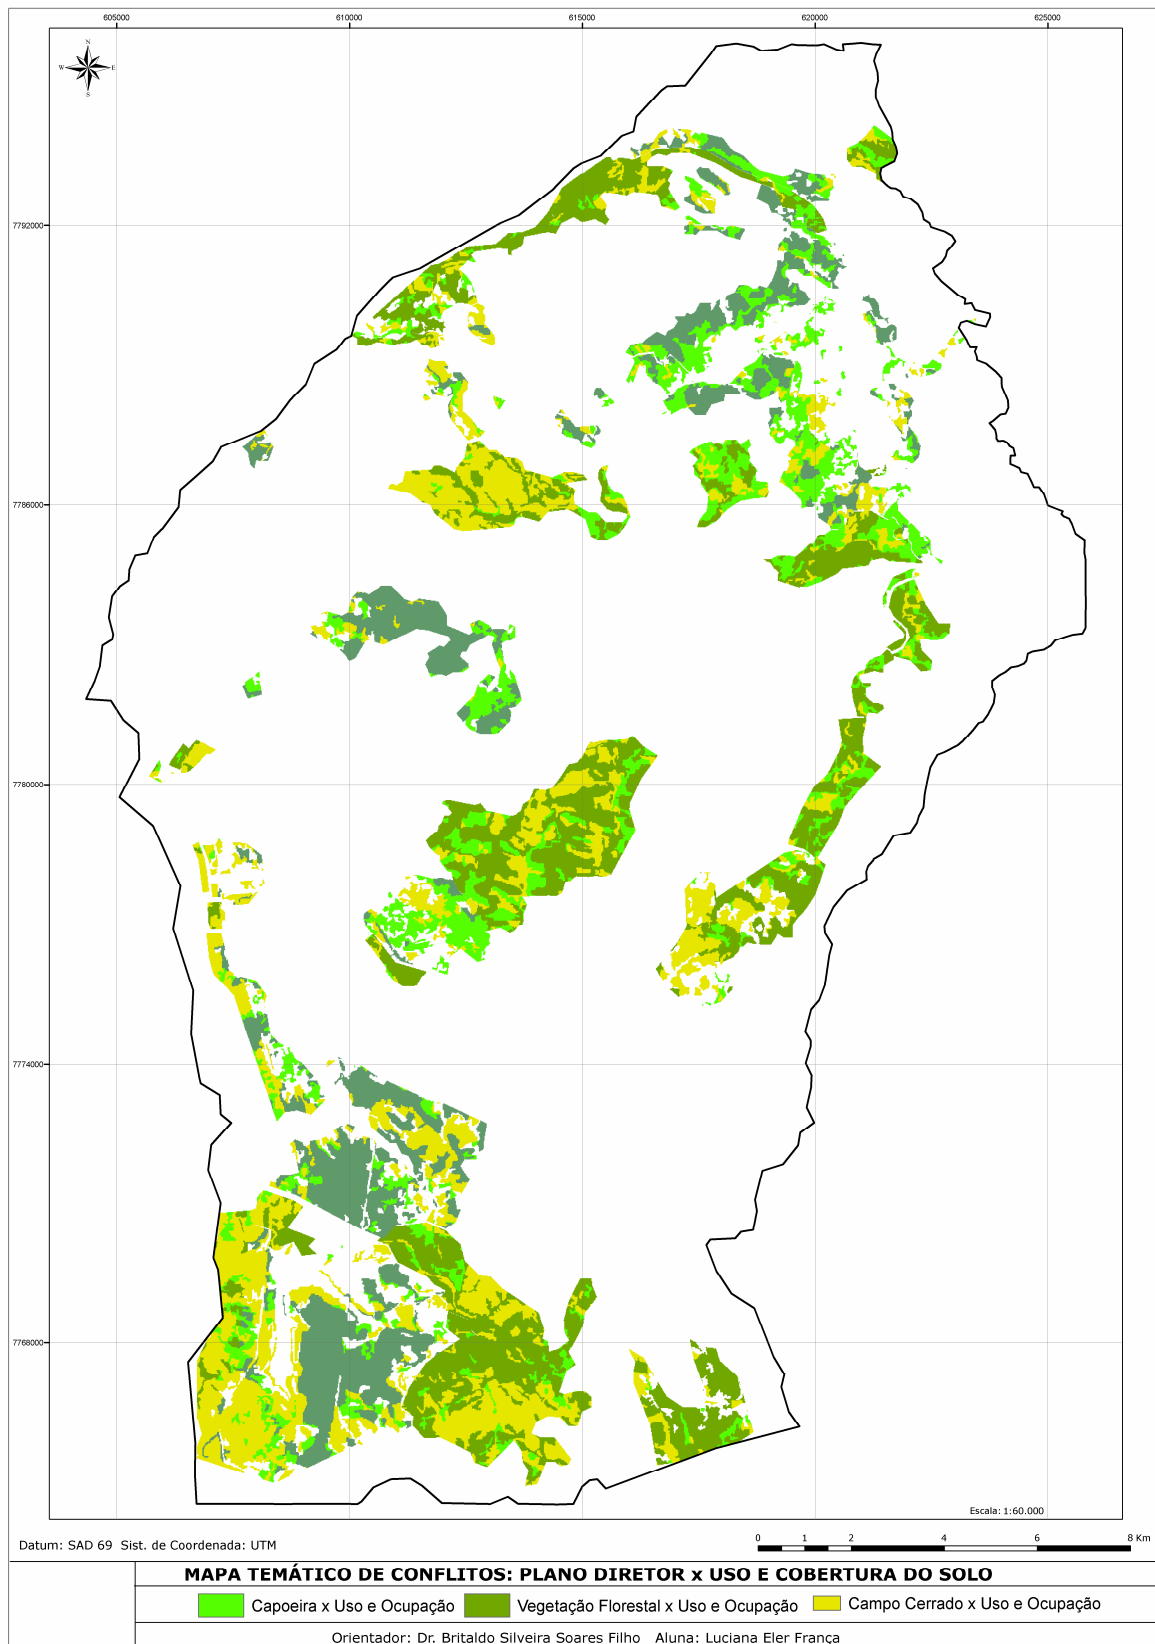 605000 610000 615000 620000 625000
N
W E
S
7792000
7786000
7780000
7774000
7768000
Escala: 1:60.000
Datum: SAD 69 Sist. de Coordenada: UTM
0 1 2 4 6 8 Km
MAPA TEMÁTICO DE CONFLITOS: PLANO DIRETOR x USO E COBERTURA DO SOLO
Capoeira x Uso e Ocupação Vegetação Florestal x Uso e Ocupação Campo Cerrado x Uso e Ocupação
Orientador: Dr. Britaldo Silveira Soares Filho Aluna: Luciana Eler França